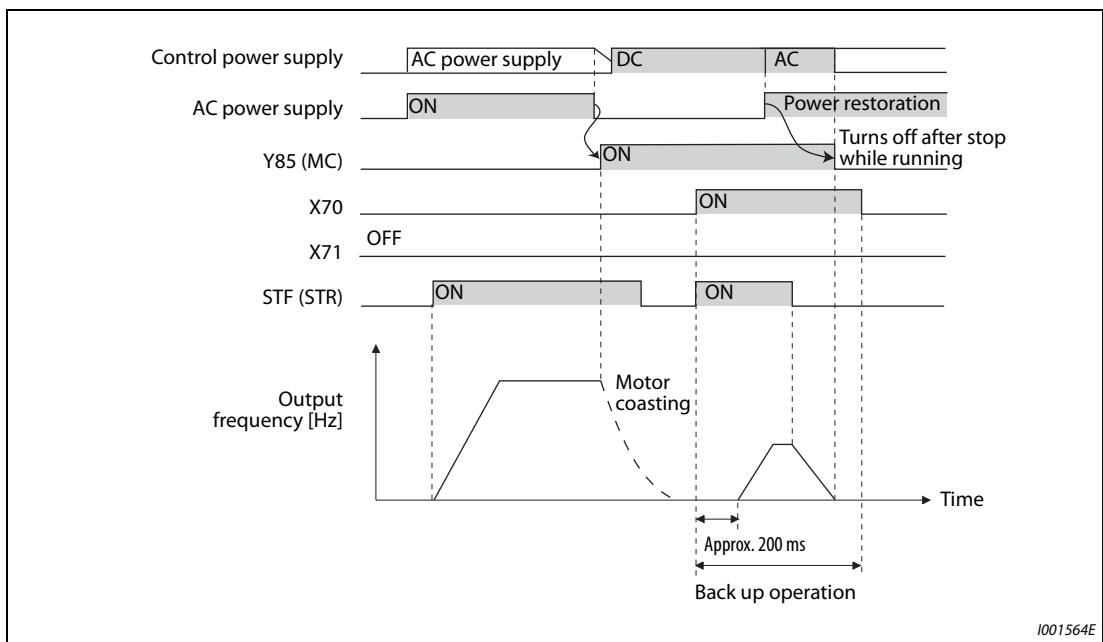 Control power supply
AC power supply
DC
AC
AC power supply
ON
Power restoration
Y85 (MC)
ON
Turns off after stop
while running
X70
ON
X71
OFF
STF (STR)
ON
ON
Output
frequency [Hz]
Motor
coasting
Time
Approx. 200 ms
Back up operation
I001564E